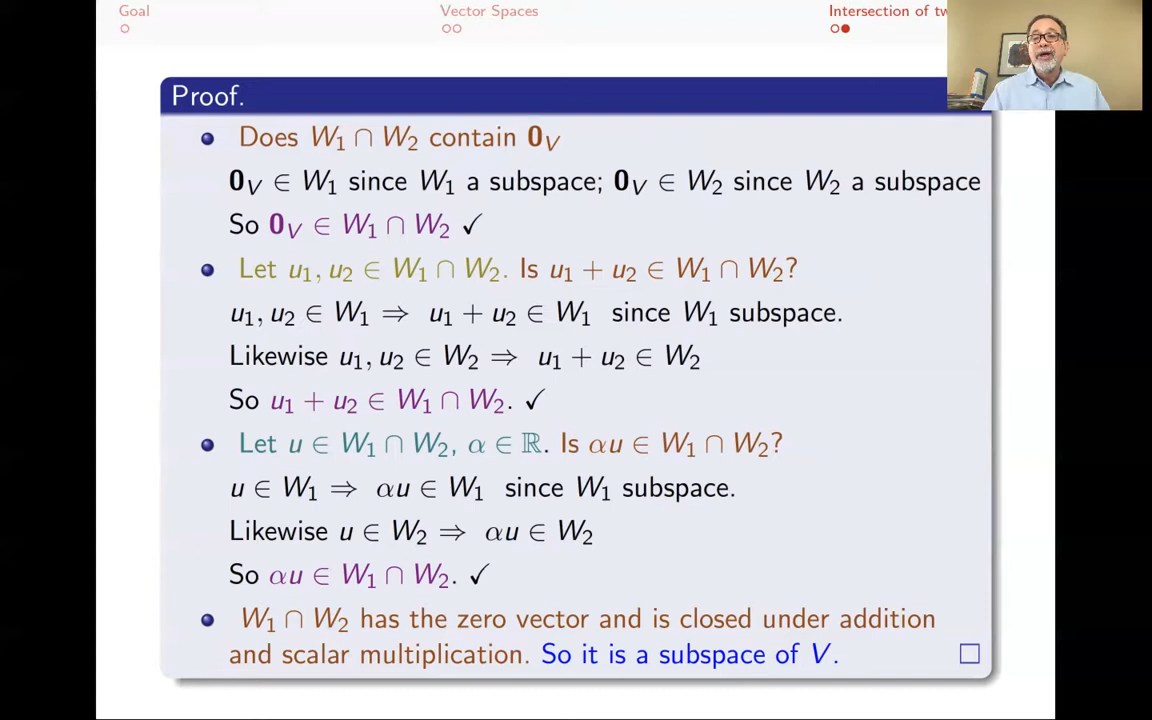 Goal
Vector Spaces
Intersection of tw
Proof.
Does W₁ ∩ W₂ contain 𝟎_V
𝟎_V ∈ W₁ since W₁ a subspace; 𝟎_V ∈ W₂ since W₂ a subspace
So 𝟎_V ∈ W₁ ∩ W₂ ✓
Let u₁, u₂ ∈ W₁ ∩ W₂. Is u₁ + u₂ ∈ W₁ ∩ W₂?
u₁, u₂ ∈ W₁ ⇒ u₁ + u₂ ∈ W₁ since W₁ subspace.
Likewise u₁, u₂ ∈ W₂ ⇒ u₁ + u₂ ∈ W₂
So u₁ + u₂ ∈ W₁ ∩ W₂. ✓
Let u ∈ W₁ ∩ W₂, α ∈ ℝ. Is αu ∈ W₁ ∩ W₂?
u ∈ W₁ ⇒ αu ∈ W₁ since W₁ subspace.
Likewise u ∈ W₂ ⇒ αu ∈ W₂
So αu ∈ W₁ ∩ W₂. ✓
W₁ ∩ W₂ has the zero vector and is closed under addition
and scalar multiplication. So it is a subspace of V. □